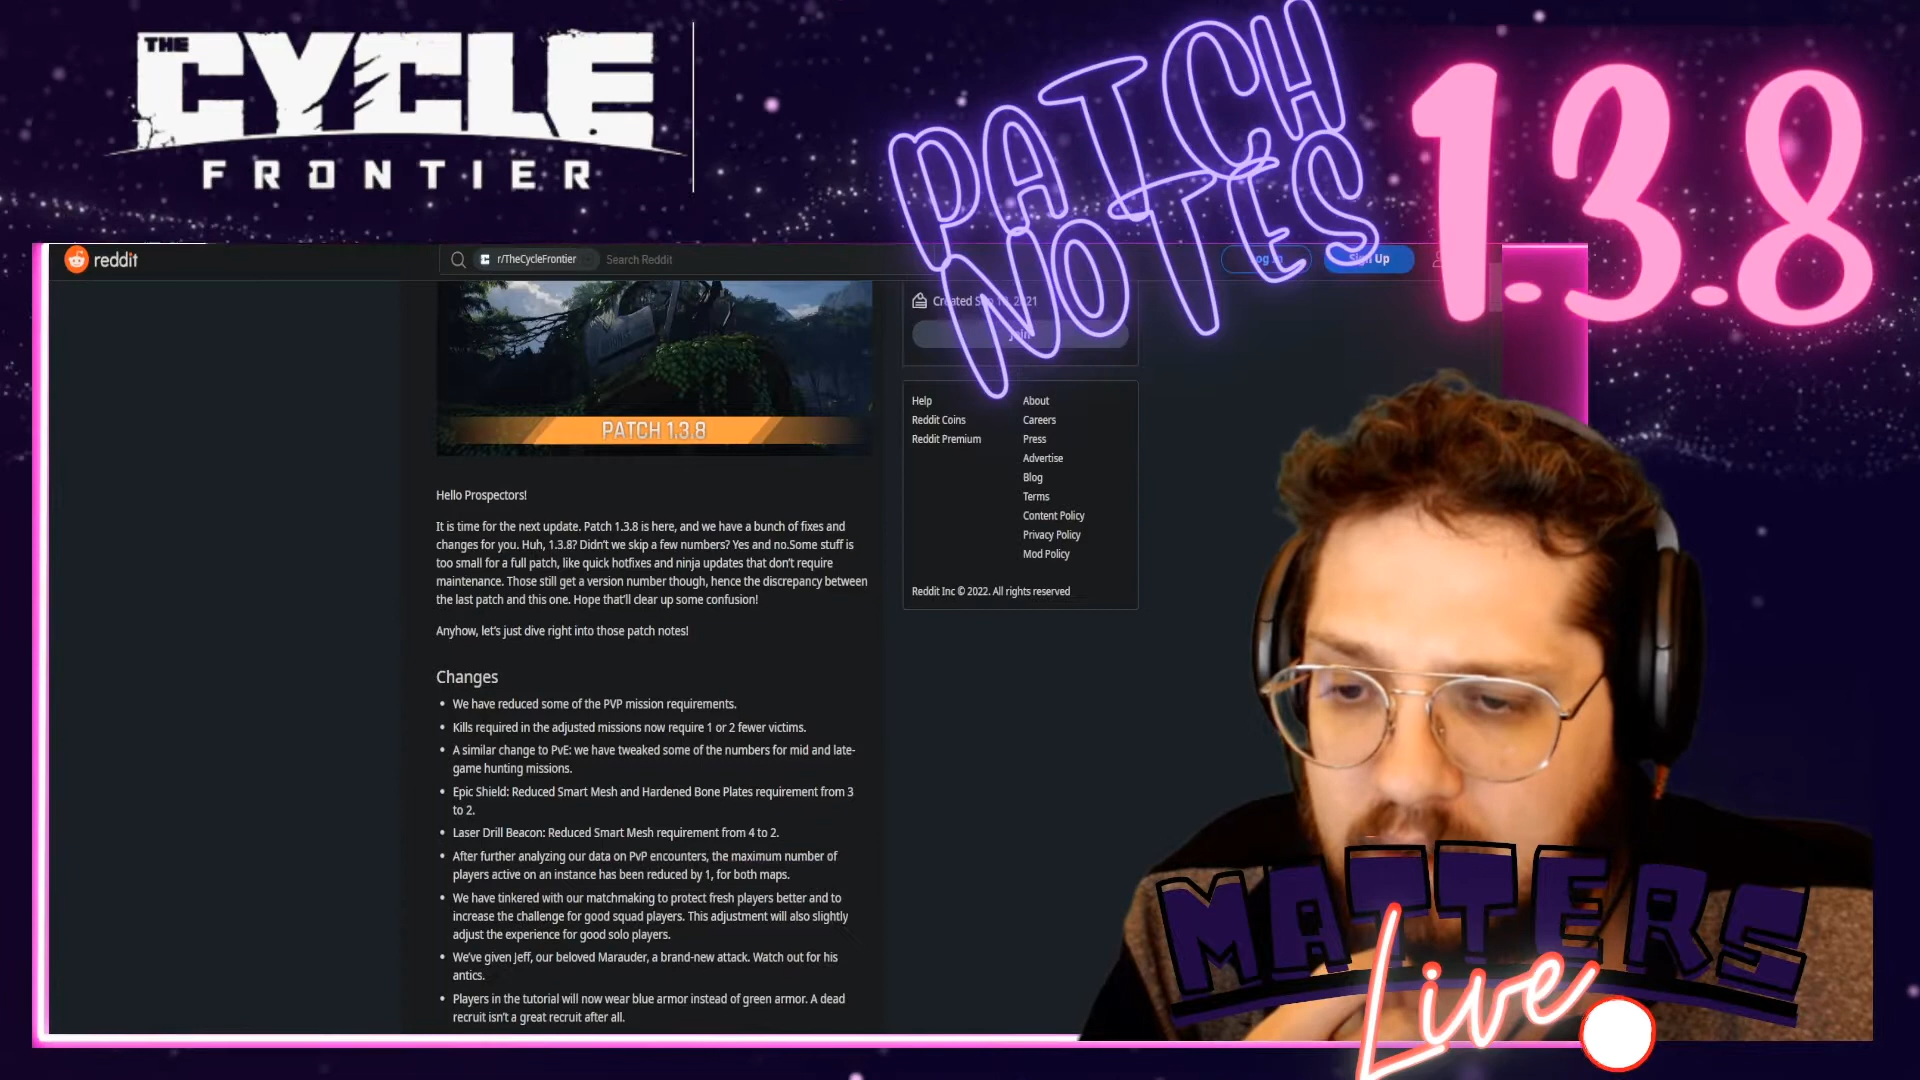 THE
CYCLE
FRONTIER
PATCH
NOTES
1.3.8
reddit
r/TheCycleFrontier
Search Reddit
Log In
Sign Up
Created Sep 10, 2021
Join
PATCH 1.3.8
Help
Reddit Coins
Reddit Premium
About
Careers
Press
Advertise
Blog
Terms
Content Policy
Privacy Policy
Mod Policy
Reddit Inc © 2022. All rights reserved
Hello Prospectors!
It is time for the next update. Patch 1.3.8 is here, and we have a bunch of fixes and
changes for you. Huh, 1.3.8? Didn't we skip a few numbers? Yes and no.Some stuff is
too small for a full patch, like quick hotfixes and ninja updates that don't require
maintenance. Those still get a version number though, hence the discrepancy between
the last patch and this one. Hope that'll clear up some confusion!
Anyhow, let's just dive right into those patch notes!
Changes
• We have reduced some of the PVP mission requirements.
• Kills required in the adjusted missions now require 1 or 2 fewer victims.
• A similar change to PvE: we have tweaked some of the numbers for mid and late-
game hunting missions.
• Epic Shield: Reduced Smart Mesh and Hardened Bone Plates requirement from 3
to 2.
• Laser Drill Beacon: Reduced Smart Mesh requirement from 4 to 2.
• After further analyzing our data on PvP encounters, the maximum number of
players active on an instance has been reduced by 1, for both maps.
• We have tinkered with our matchmaking to protect fresh players better and to
increase the challenge for good squad players. This adjustment will also slightly
adjust the experience for good solo players.
• We've given Jeff, our beloved Marauder, a brand-new attack. Watch out for his
antics.
• Players in the tutorial will now wear blue armor instead of green armor. A dead
recruit isn't a great recruit after all.
MATTERS
Live